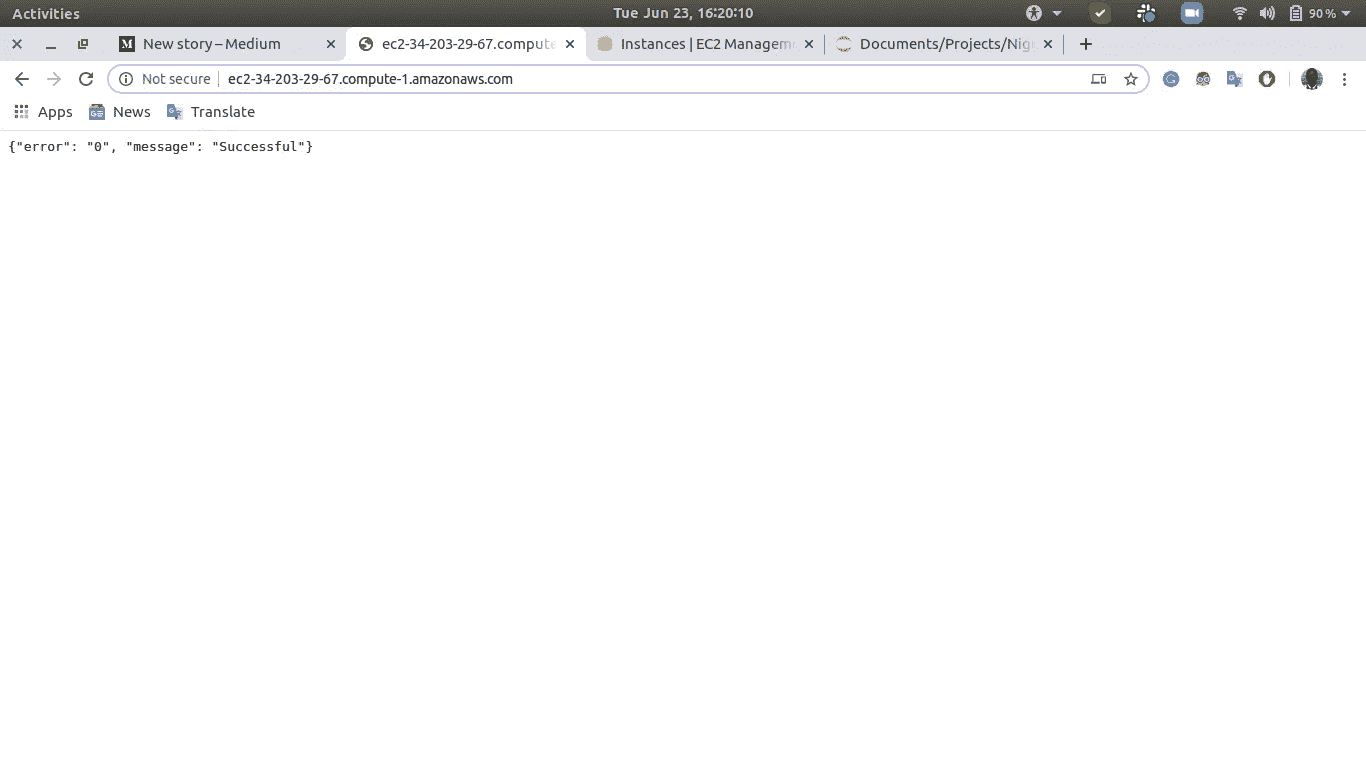 Activities Tue Jun 23, 16:20:10 90 %
New story – Medium ec2-34-203-29-67.compute Instances | EC2 Managem Documents/Projects/Nig
Not secure ec2-34-203-29-67.compute-1.amazonaws.com
Apps News Translate
{"error": "0", "message": "Successful"}